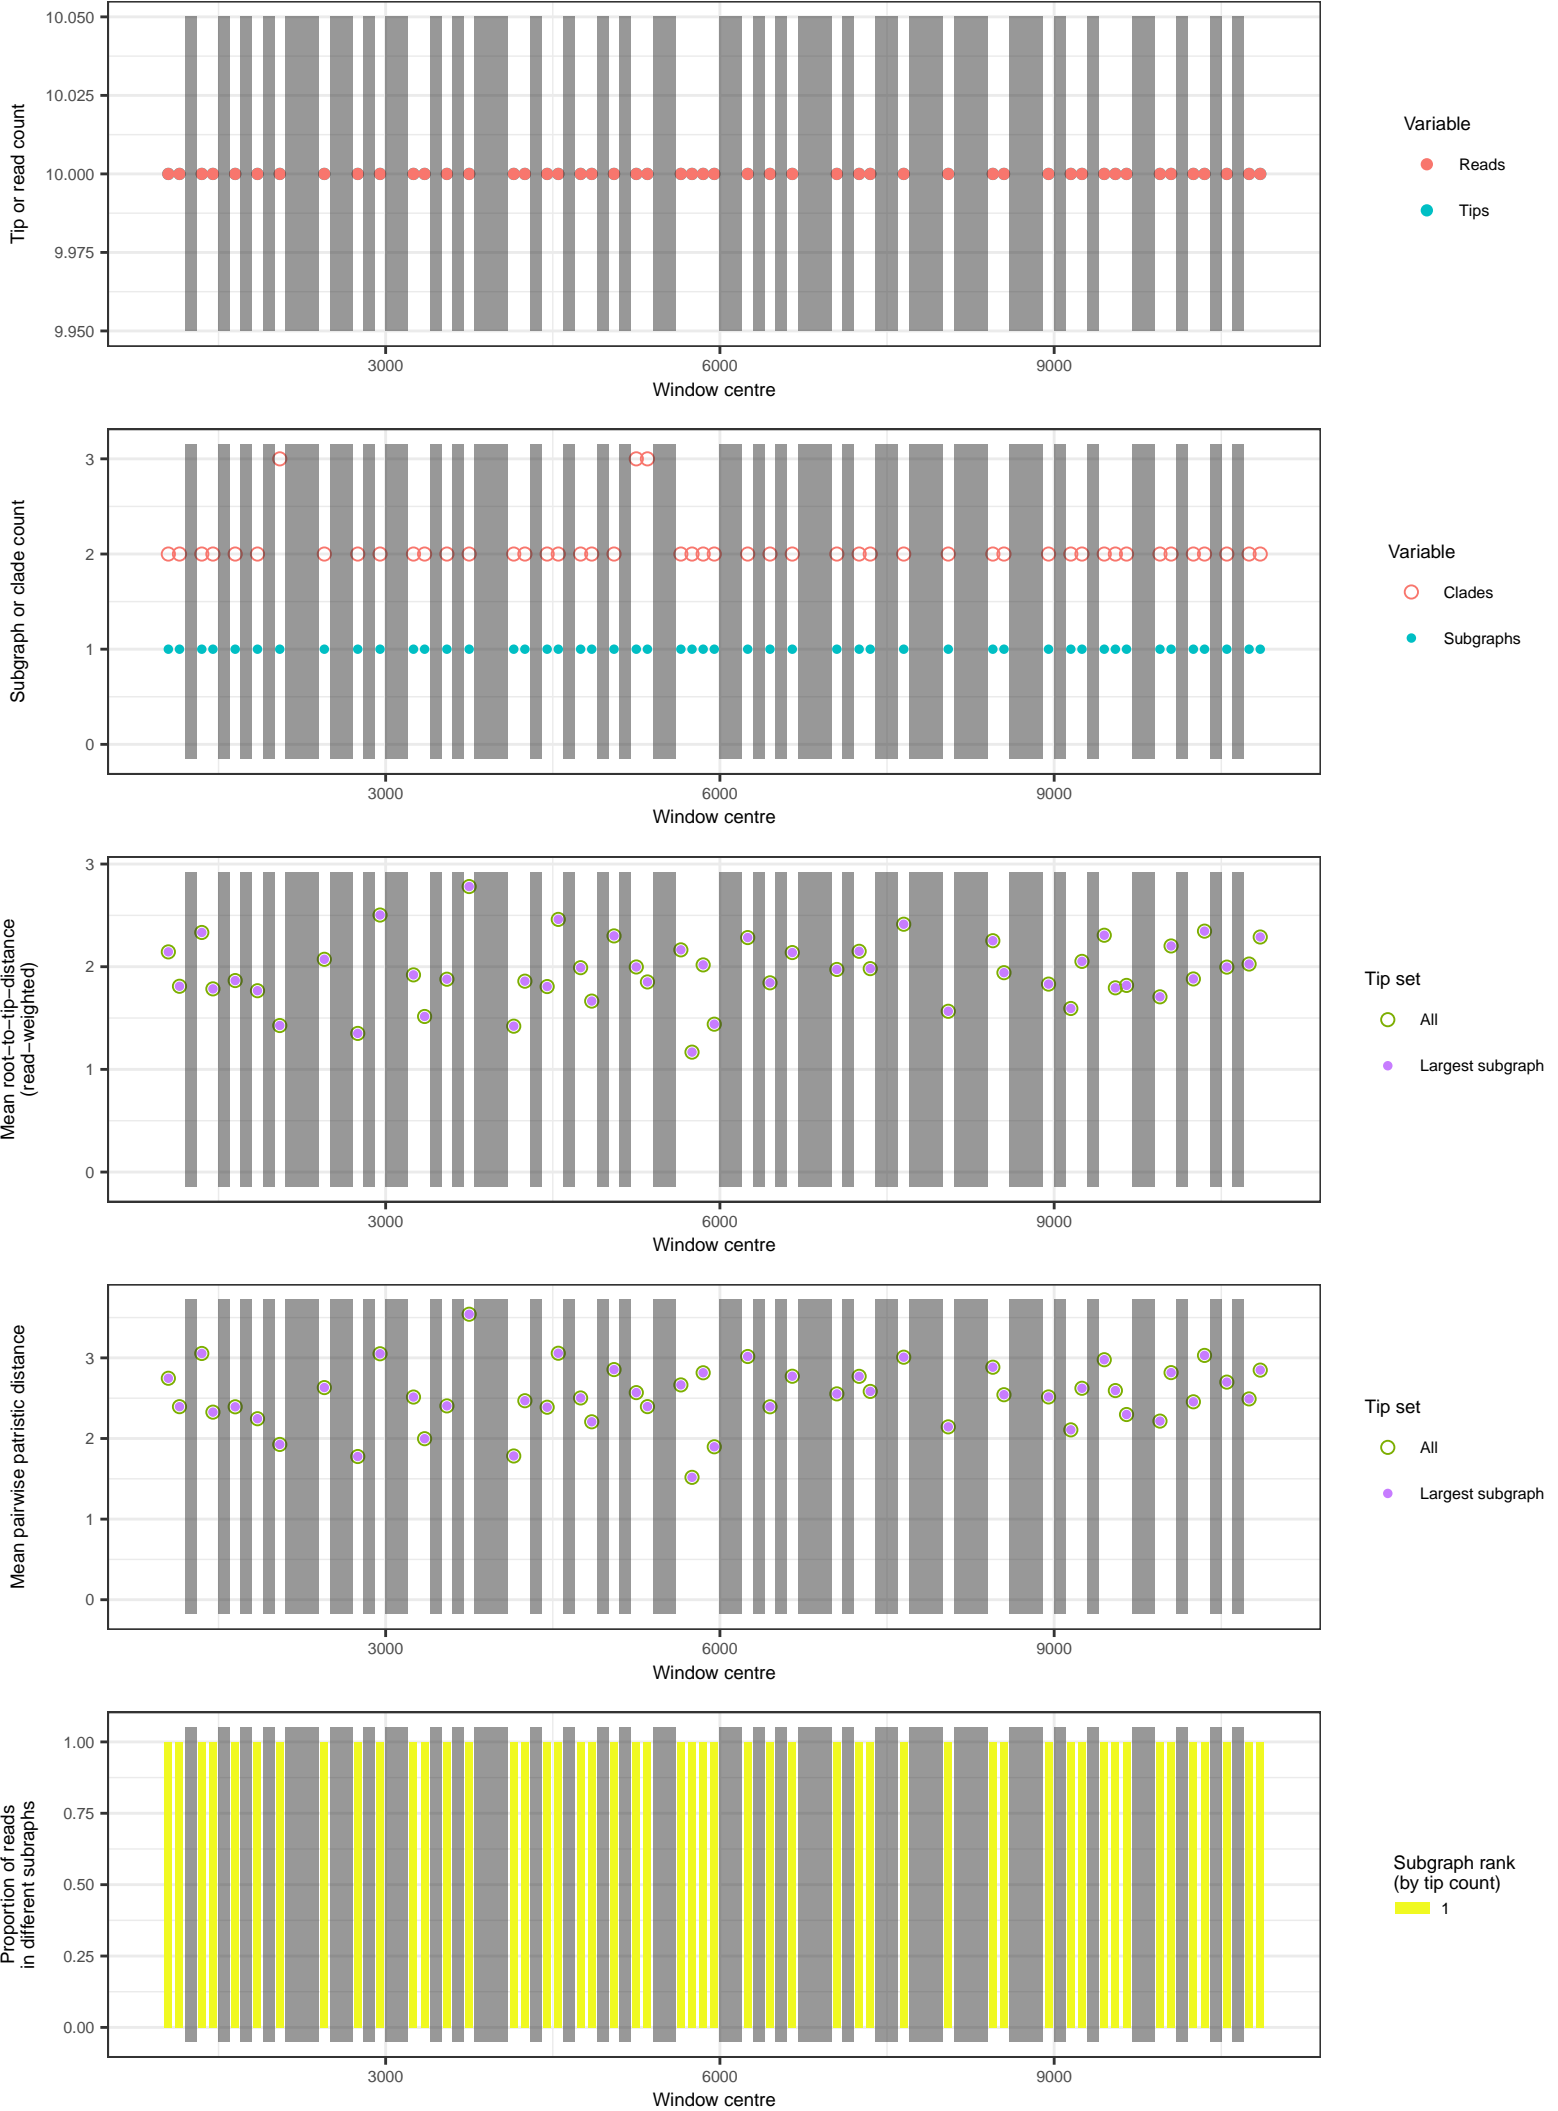 10.050
10.025
10.000
9.975
9.950
Tip or read count
3000
6000
9000
Window centre
Variable
Reads
Tips
3
2
1
0
Subgraph or clade count
3000
6000
9000
Window centre
Variable
Clades
Subgraphs
3
2
1
0
Mean root−to−tip−distance
(read−weighted)
3000
6000
9000
Window centre
Tip set
All
Largest subgraph
3
2
1
0
Mean pairwise patristic distance
3000
6000
9000
Window centre
Tip set
All
Largest subgraph
1.00
0.75
0.50
0.25
0.00
Proportion of reads
in different subraphs
3000
6000
9000
Window centre
Subgraph rank
(by tip count)
1